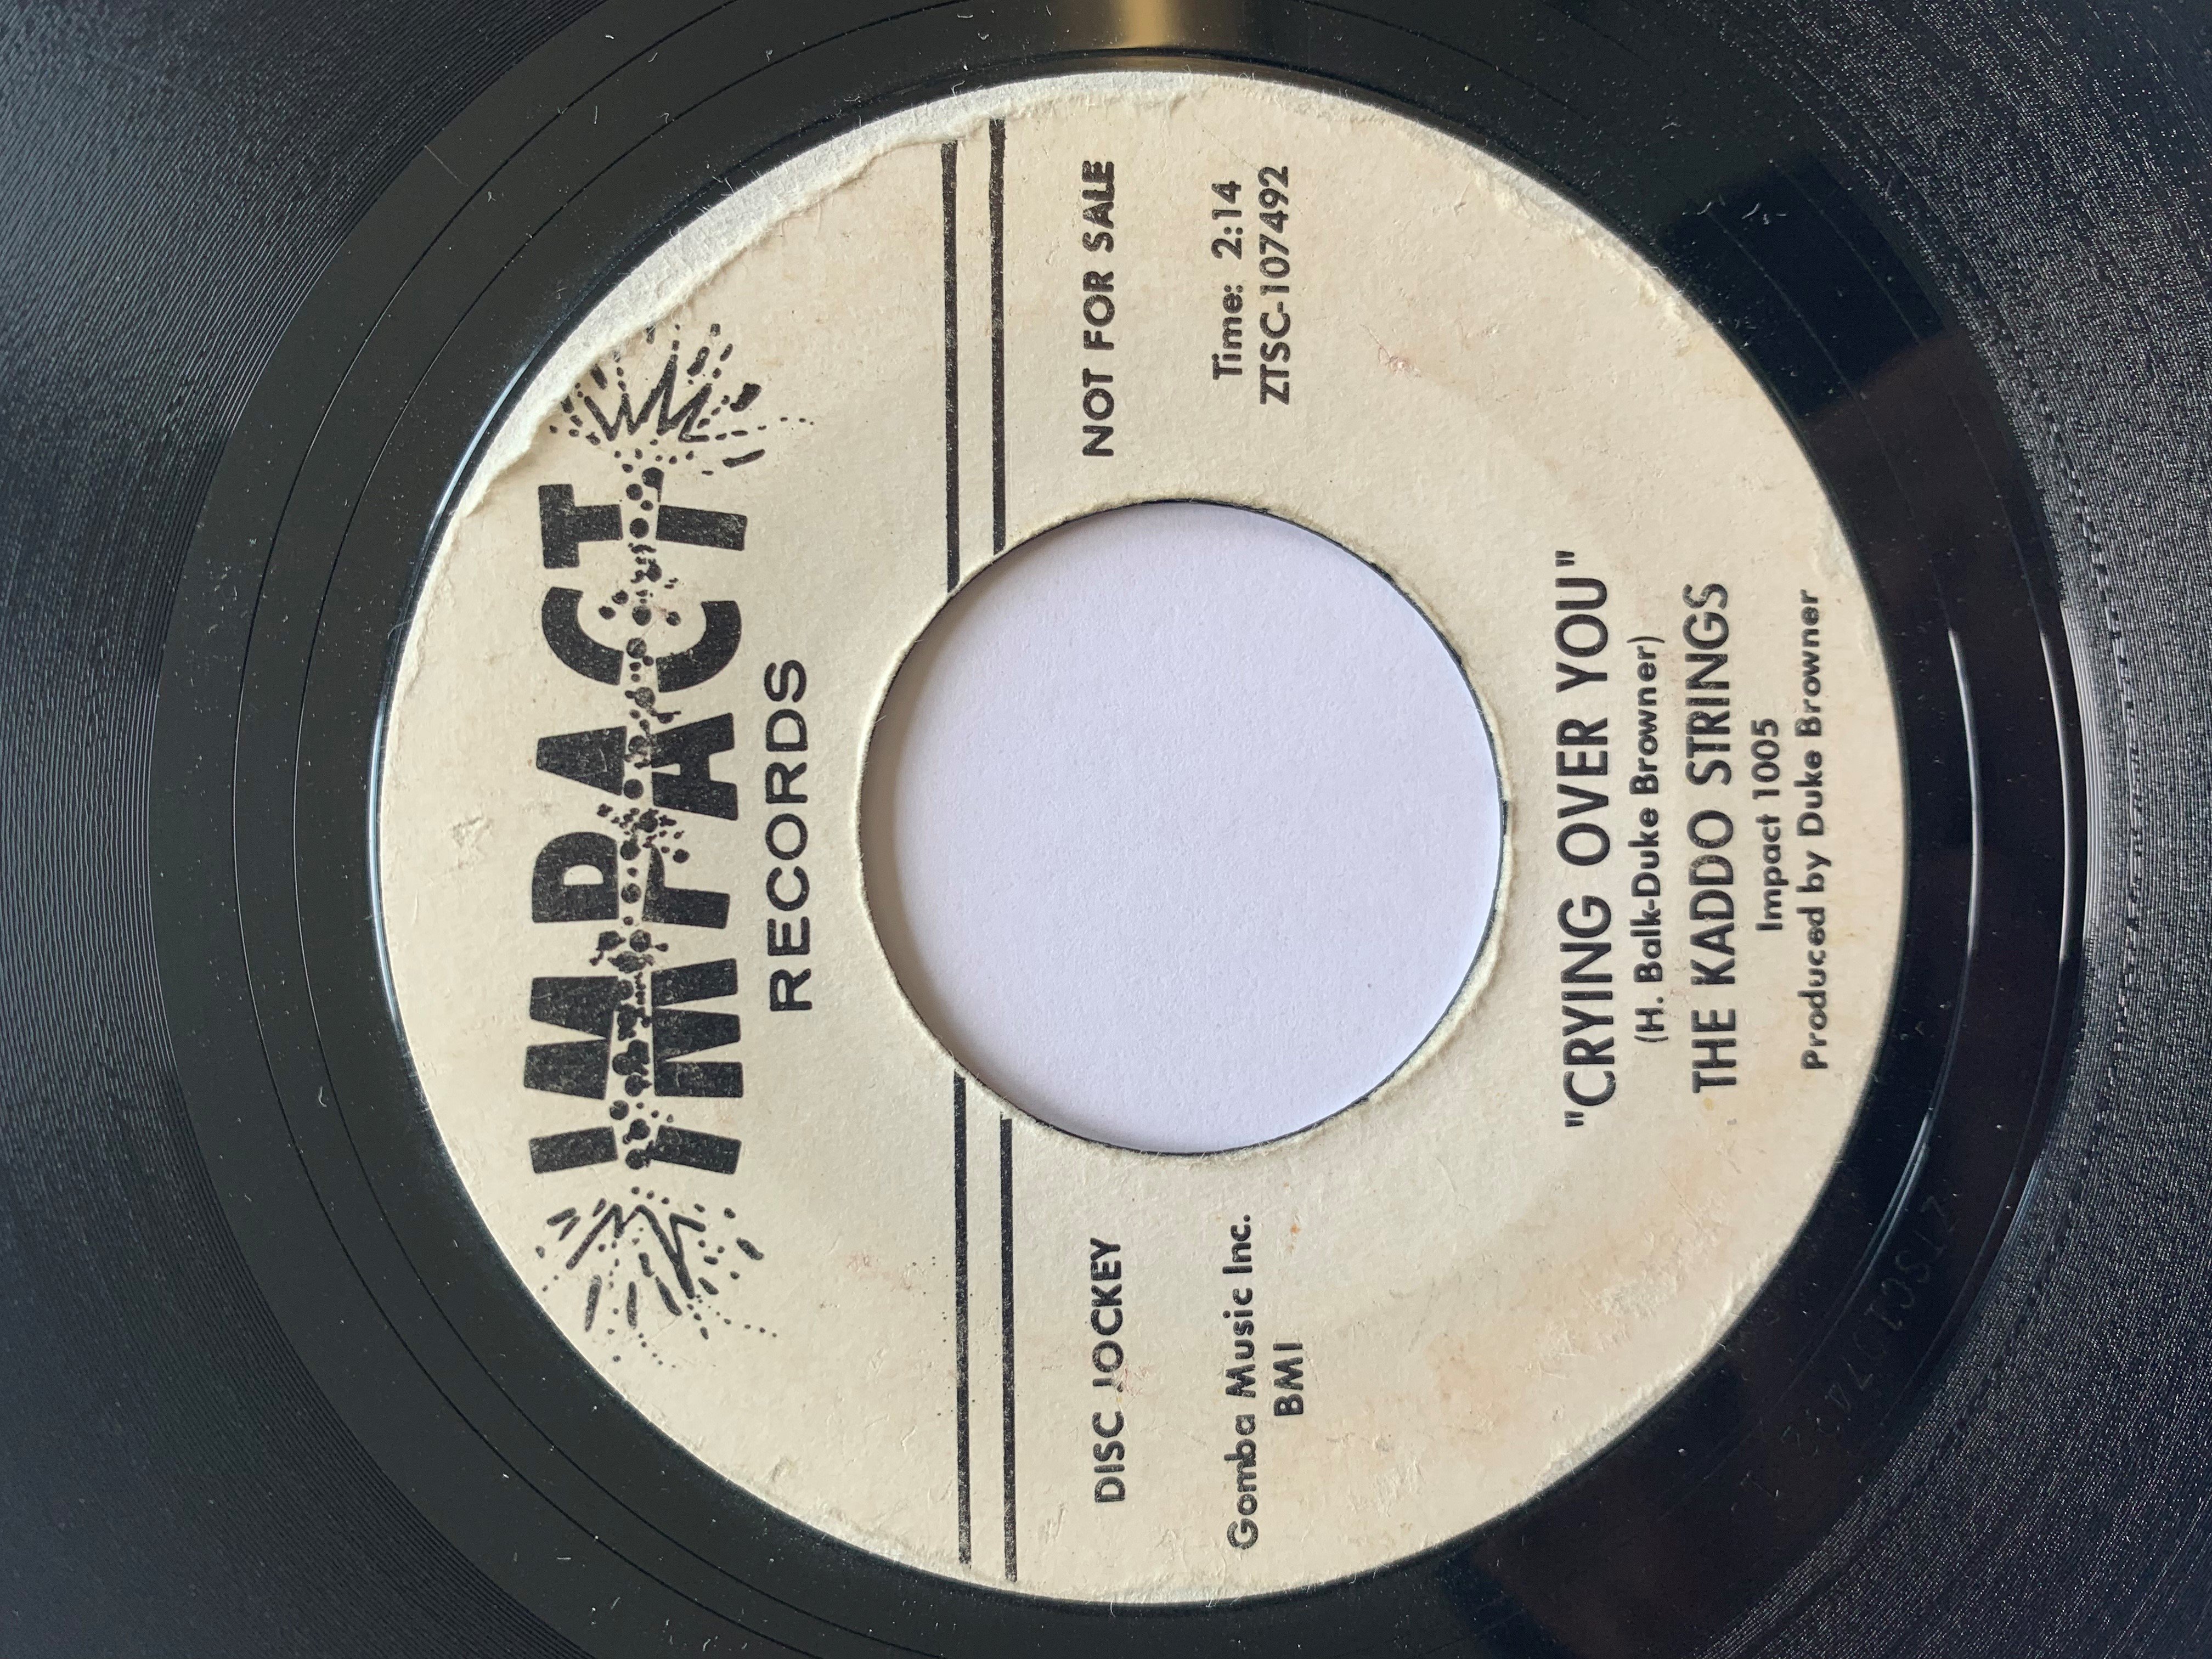 IMPACT
RECORDS
DISC JOCKEY
NOT FOR SALE
Gomba Music Inc.
BMI
Time: 2:14
ZTSC-107492
"CRYING OVER YOU"
(H. Balk-Duke Browner)
THE KADDO STRINGS
Impact 1005
Produced by Duke Browner